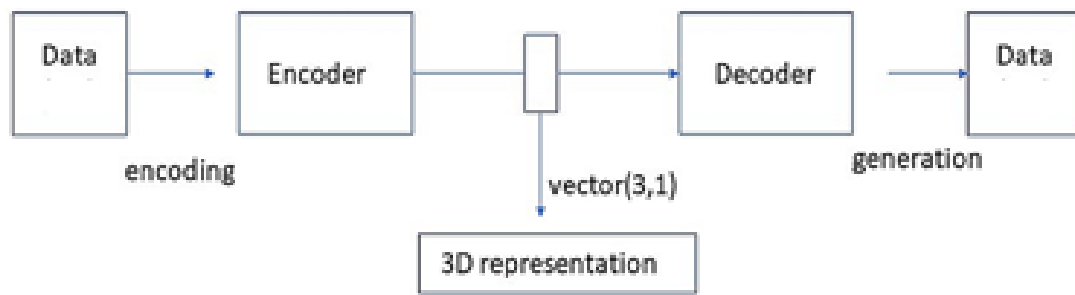 Data
Encoder
Decoder
Data
encoding
generation
vector(3,1)
3D representation